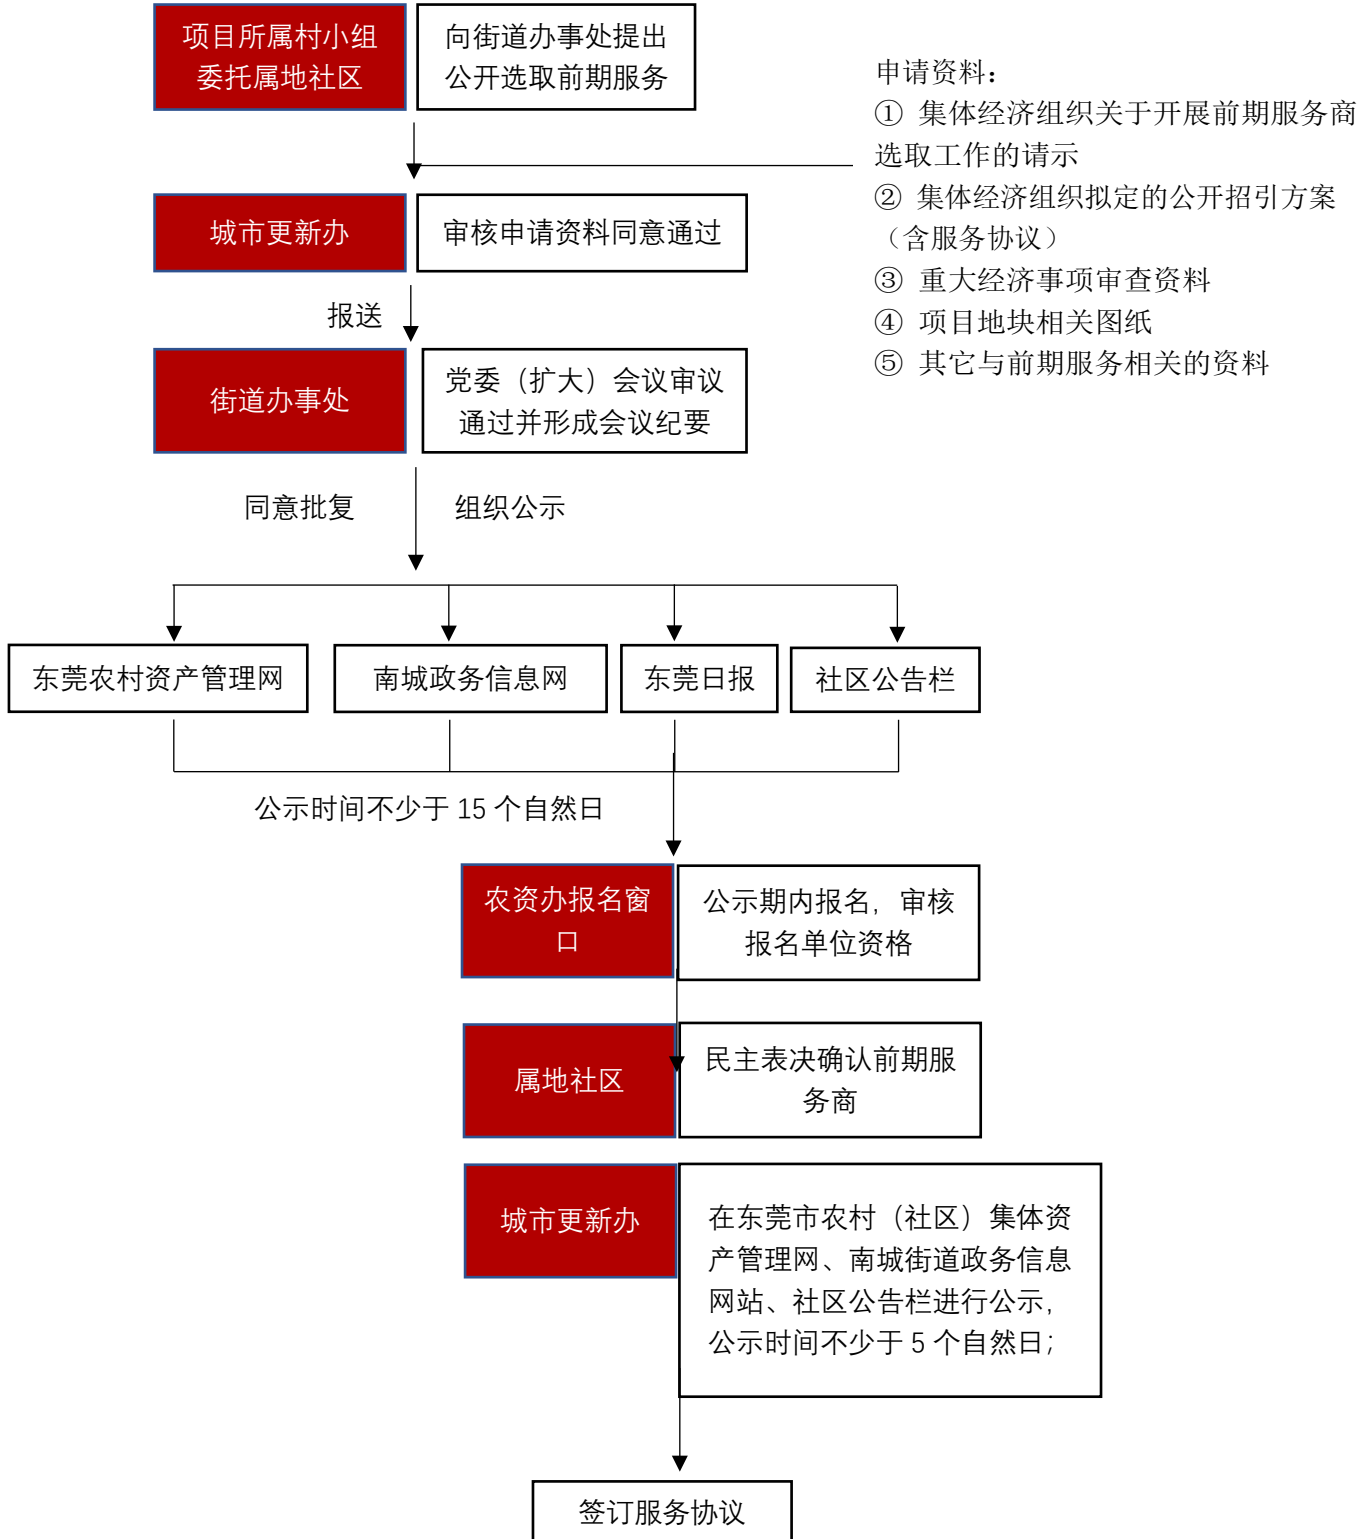 项目所属村小组
委托属地社区
向街道办事处提出
公开选取前期服务
申请资料：
① 集体经济组织关于开展前期服务商
选取工作的请示
② 集体经济组织拟定的公开招引方案
（含服务协议）
③ 重大经济事项审查资料
④ 项目地块相关图纸
⑤ 其它与前期服务相关的资料
城市更新办
审核申请资料同意通过
报送
街道办事处
党委（扩大）会议审议
通过并形成会议纪要
同意批复
组织公示
东莞农村资产管理网
南城政务信息网
东莞日报
社区公告栏
公示时间不少于 15 个自然日
农资办报名窗
口
公示期内报名，审核
报名单位资格
属地社区
民主表决确认前期服
务商
城市更新办
在东莞市农村（社区）集体资
产管理网、南城街道政务信息
网站、社区公告栏进行公示，
公示时间不少于 5 个自然日；
签订服务协议